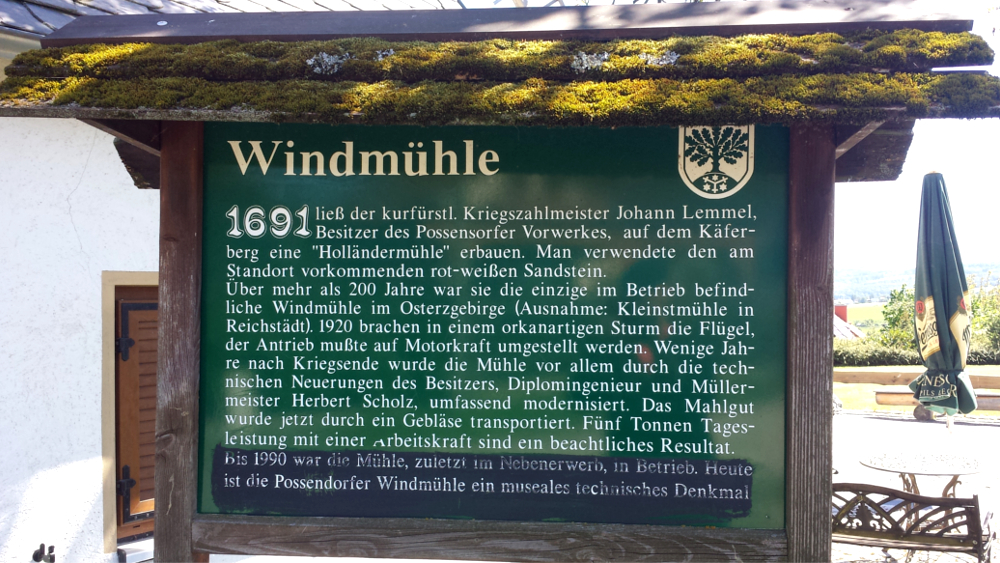 Windmühle
1691 ließ der kurfürstl. Kriegszahlmeister Johann Lemmel,
Besitzer des Possensorfer Vorwerkes, auf dem Käfer-
berg eine "Holländermühle" erbauen. Man verwendete den am
Standort vorkommenden rot-weißen Sandstein.
Über mehr als 200 Jahre war sie die einzige im Betrieb befind-
liche Windmühle im Osterzgebirge (Ausnahme: Kleinstmühle in
Reichstädt). 1920 brachen in einem orkanartigen Sturm die Flügel,
der Antrieb mußte auf Motorkraft umgestellt werden. Wenige Jah-
re nach Kriegsende wurde die Mühle vor allem durch die tech-
nischen Neuerungen des Besitzers, Diplomingenieur und Müller-
meister Herbert Scholz, umfassend modernisiert. Das Mahlgut
wurde jetzt durch ein Gebläse transportiert. Fünf Tonnen Tages-
leistung mit einer Arbeitskraft sind ein beachtliches Resultat.
Bis 1990 war die Mühle, zuletzt im Nebenerwerb, in Betrieb. Heute
ist die Possendorfer Windmühle ein museales technisches Denkmal